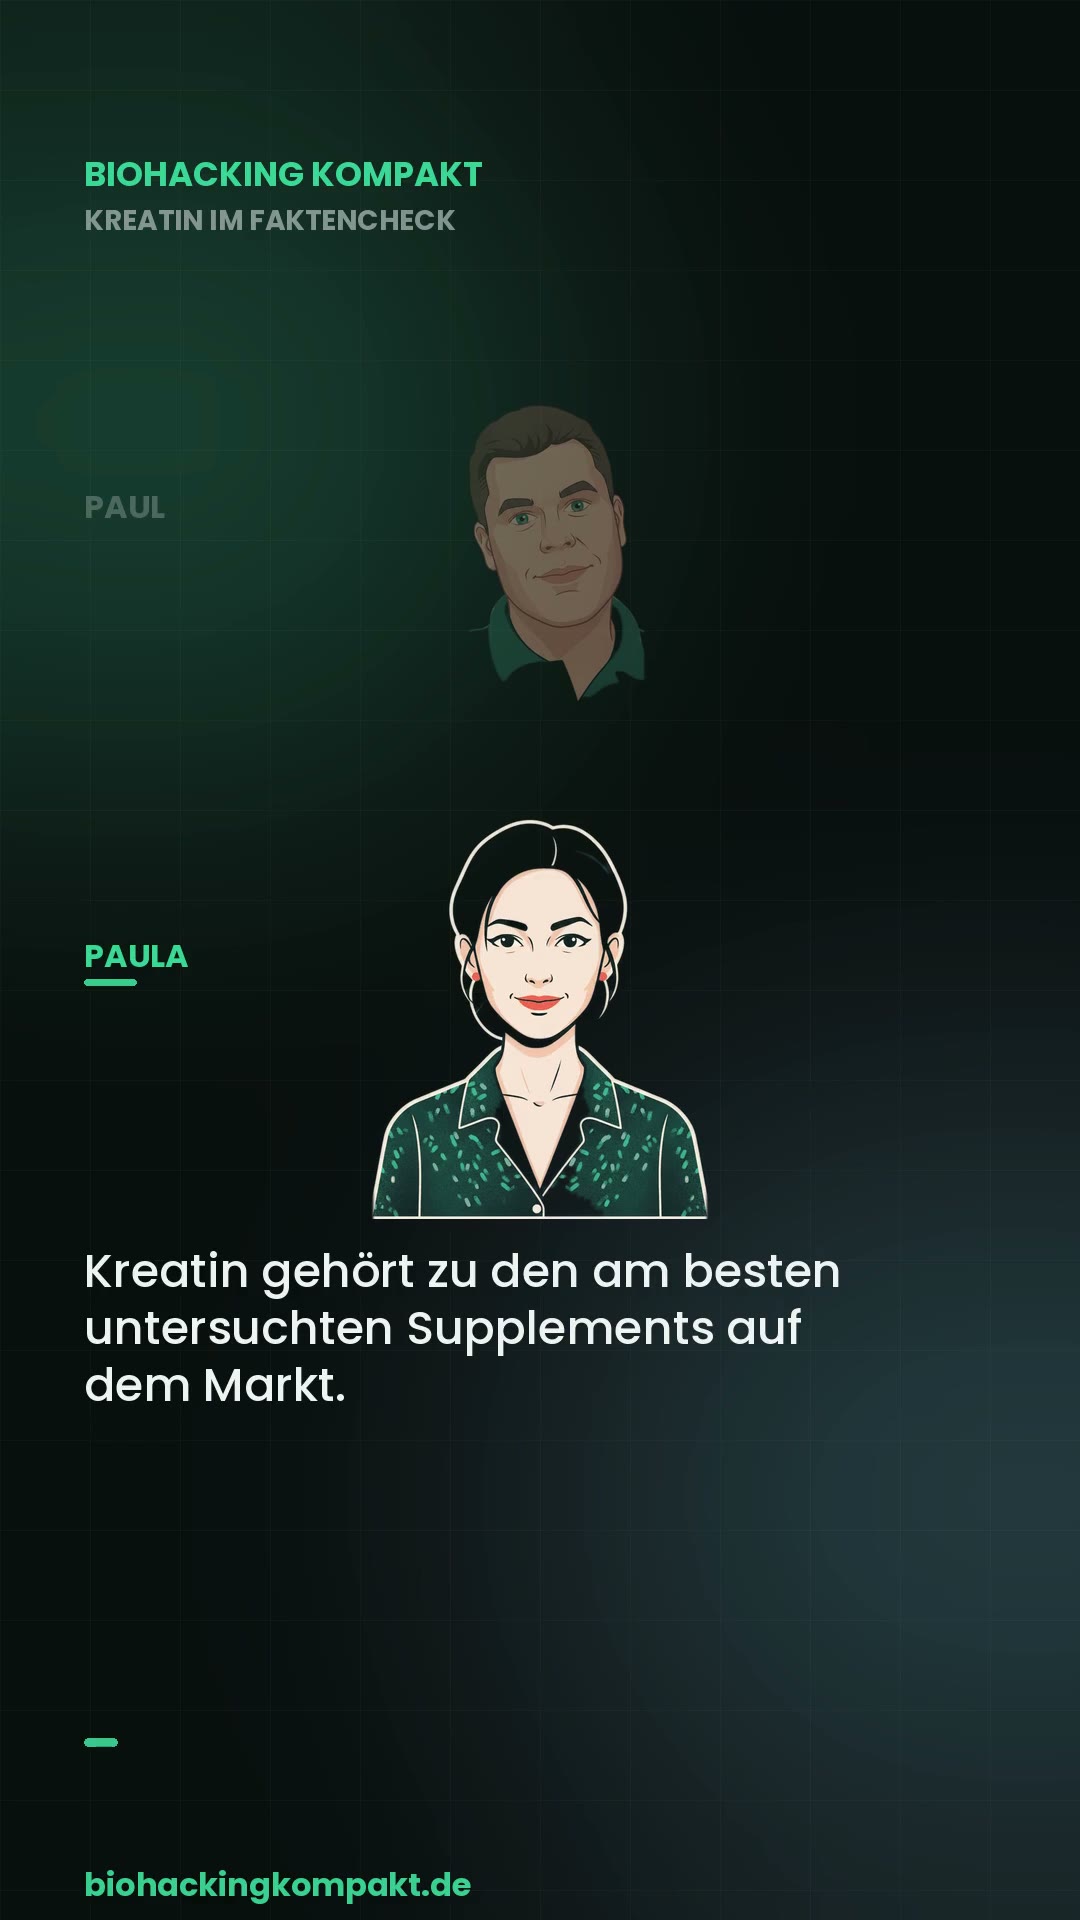 BIOHACKING KOMPAKT
KREATIN IM FAKTENCHECK
PAUL
PAULA
Kreatin gehört zu den am besten
untersuchten Supplements auf
dem Markt.
biohackingkompakt.de